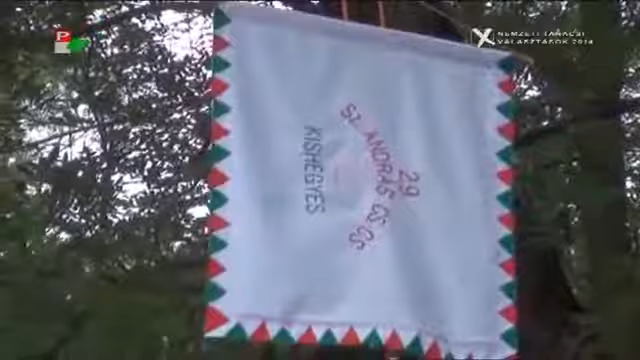 P
NEMZETI TANÁCSI
VÁLASZTÁSOK 2014
29
SZ. ANDRÁS CS CS
KISHEGYES